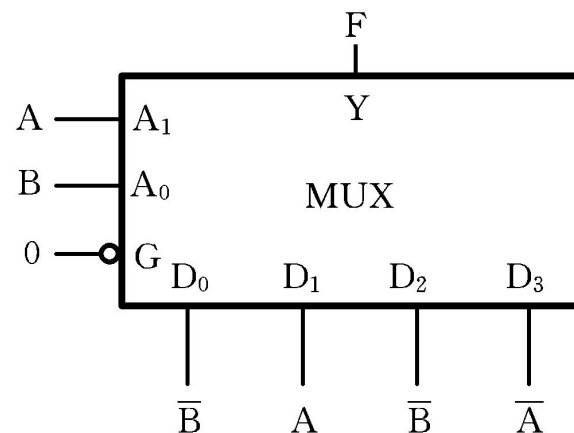 F
A A₁ Y
B A₀ MUX
0 G
D₀ D₁ D₂ D₃
B̅ A B̅ A̅